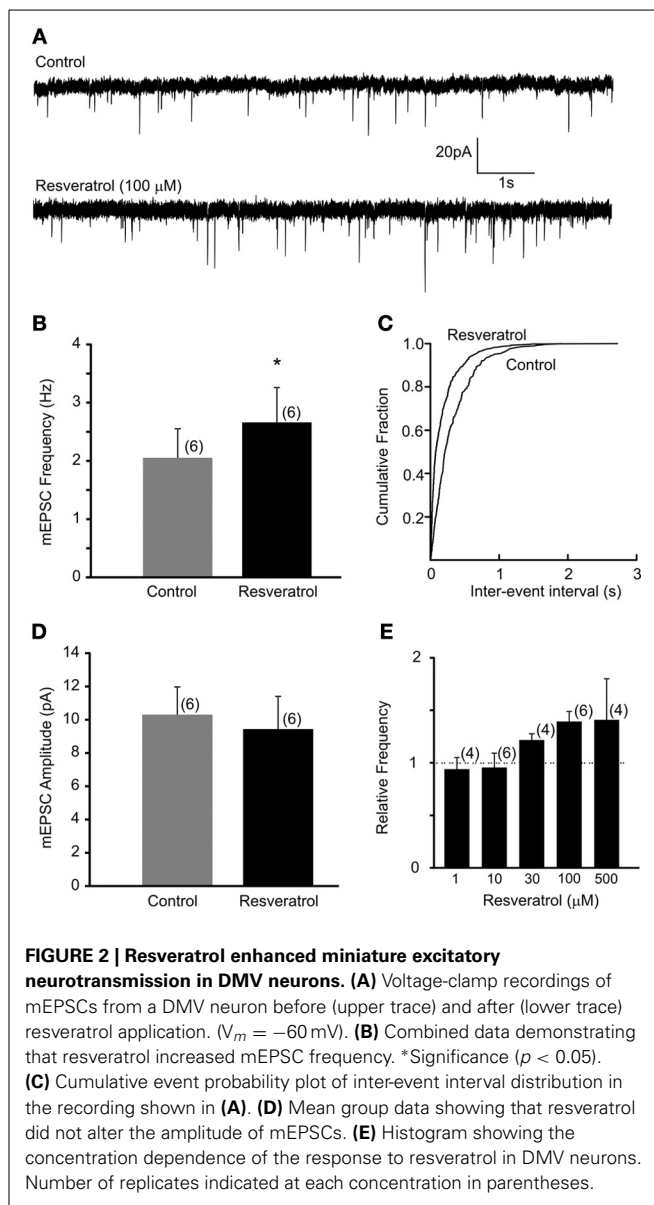 A
Control
20pA
1s
Resveratrol (100 μM)
B
4
3
2
1
0
mEPSC Frequency (Hz)
(6)
*
(6)
Control
Resveratrol
C
1.0
0.8
0.6
0.4
0.2
Cumulative Fraction
Resveratrol
Control
0
1
2
3
Inter-event interval (s)
D
14
12
10
8
6
4
2
0
mEPSC Amplitude (pA)
(6)
(6)
Control
Resveratrol
E
2
1
0
Relative Frequency
(4)
(6)
(4)
(6)
(4)
1
10
30
100
500
Resveratrol (μM)
FIGURE 2 | Resveratrol enhanced miniature excitatory
neurotransmission in DMV neurons. (A) Voltage-clamp recordings of
mEPSCs from a DMV neuron before (upper trace) and after (lower trace)
resveratrol application. (Vm = −60 mV). (B) Combined data demonstrating
that resveratrol increased mEPSC frequency. *Significance (p < 0.05).
(C) Cumulative event probability plot of inter-event interval distribution in
the recording shown in (A). (D) Mean group data showing that resveratrol
did not alter the amplitude of mEPSCs. (E) Histogram showing the
concentration dependence of the response to resveratrol in DMV neurons.
Number of replicates indicated at each concentration in parentheses.